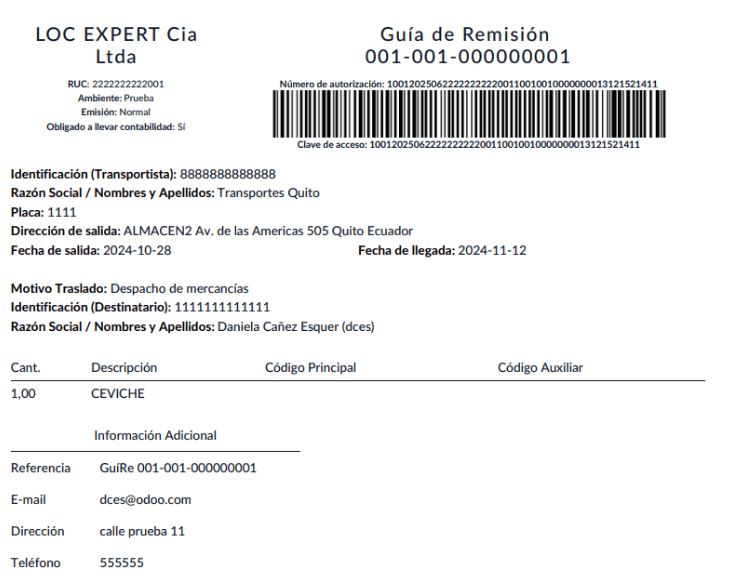 LOC EXPERT Cia
Ltda
RUC: 2222222222001
Ambiente: Prueba
Emisión: Normal
Obligado a llevar contabilidad: Sí
Guía de Remisión
001-001-000000001
Número de autorización: 1001202506222222222200110010010000000013121521411
Clave de acceso: 1001202506222222222200110010010000000013121521411
Identificación (Transportista): 8888888888888
Razón Social / Nombres y Apellidos: Transportes Quito
Placa: 1111
Dirección de salida: ALMACEN2 Av. de las Americas 505 Quito Ecuador
Fecha de salida: 2024-10-28 Fecha de llegada: 2024-11-12
Motivo Traslado: Despacho de mercancías
Identificación (Destinatario): 1111111111111
Razón Social / Nombres y Apellidos: Daniela Cañez Esquer (dces)
Cant. Descripción Código Principal Código Auxiliar
1,00 CEVICHE
Información Adicional
Referencia GuíRe 001-001-000000001
E-mail dces@odoo.com
Dirección calle prueba 11
Teléfono 555555